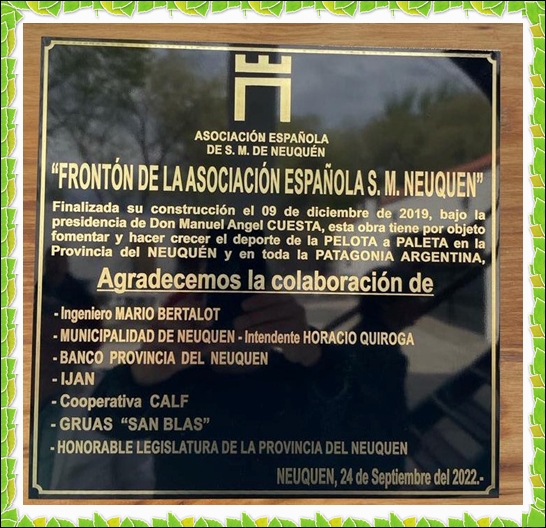 ASOCIACIÓN ESPAÑOLA
DE S. M. DE NEUQUÉN
“FRONTÓN DE LA ASOCIACIÓN ESPAÑOLA S. M. NEUQUEN”
Finalizada su construcción el 09 de diciembre de 2019, bajo la
presidencia de Don Manuel Angel CUESTA, esta obra tiene por objeto
fomentar y hacer crecer el deporte de la PELOTA a PALETA en la
Provincia del NEUQUÉN y en toda la PATAGONIA ARGENTINA,
Agradecemos la colaboración de
- Ingeniero MARIO BERTALOT
- MUNICIPALIDAD DE NEUQUEN - Intendente HORACIO QUIROGA
- BANCO PROVINCIA DEL NEUQUEN
- IJAN
- Cooperativa CALF
- GRUAS “SAN BLAS”
- HONORABLE LEGISLATURA DE LA PROVINCIA DEL NEUQUEN
NEUQUEN, 24 de Septiembre del 2022.-